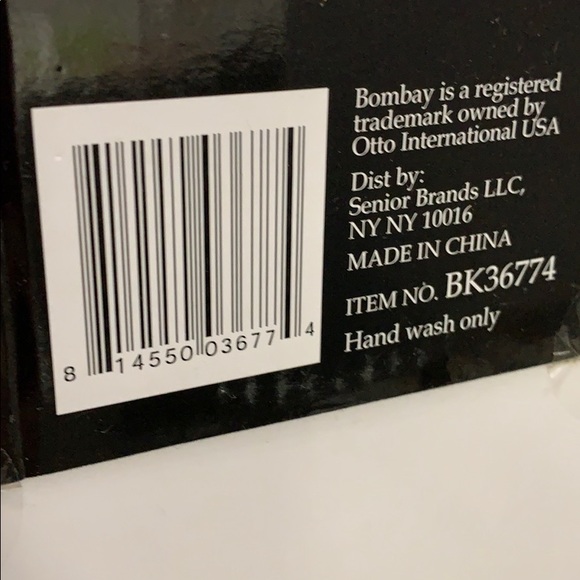 Bombay is a registered
trademark owned by
Otto International USA
Dist by:
Senior Brands LLC,
NY NY 10016
MADE IN CHINA
ITEM NO. BK36774
Hand wash only
8 14550 03677 4